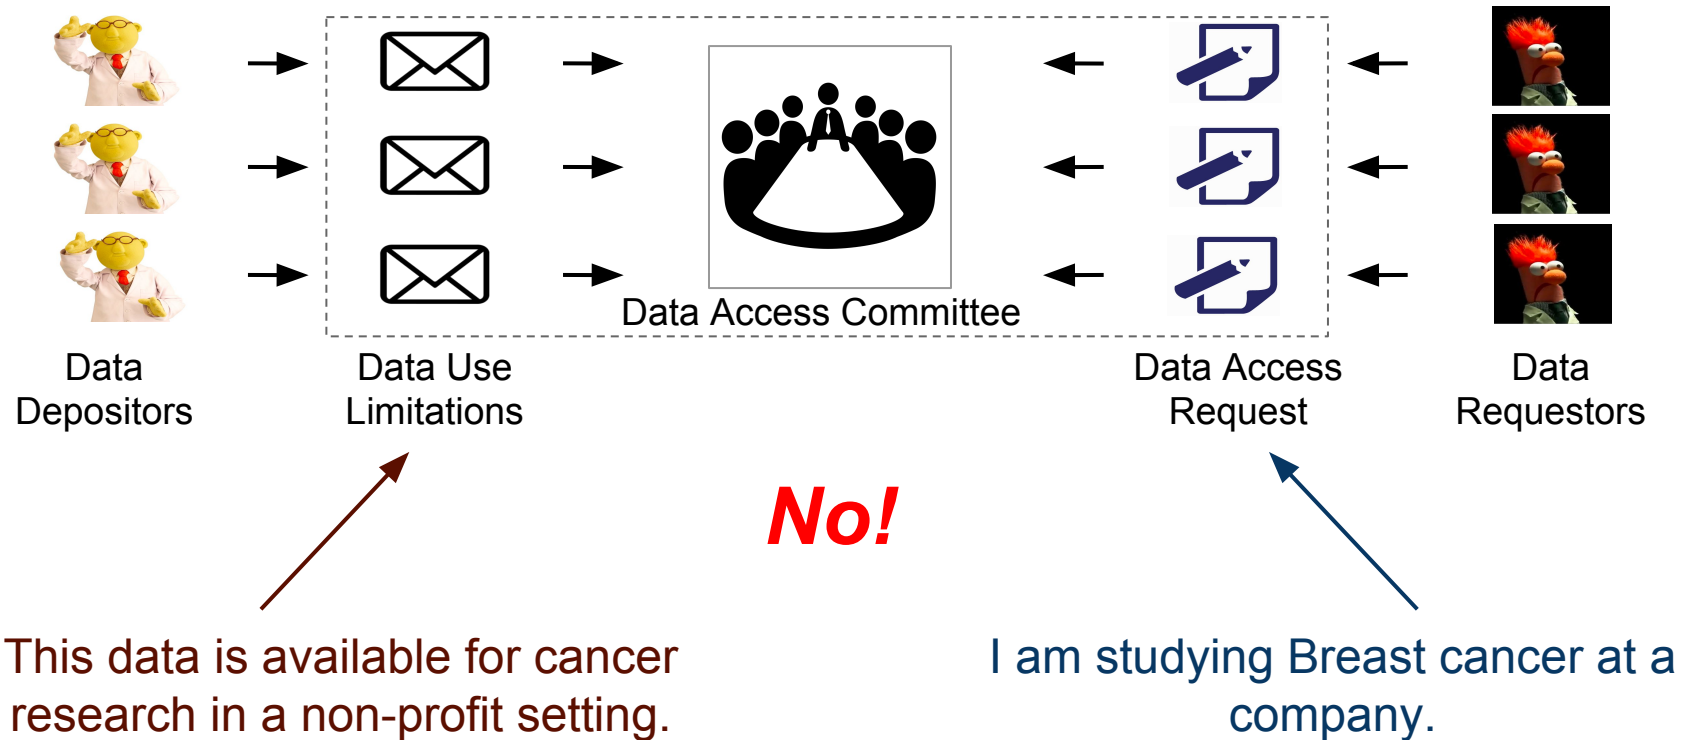 Data Access Committee
Data
Depositors
Data Use
Limitations
Data Access
Request
Data
Requestors
No!
This data is available for cancer
research in a non-profit setting.
I am studying Breast cancer at a
company.